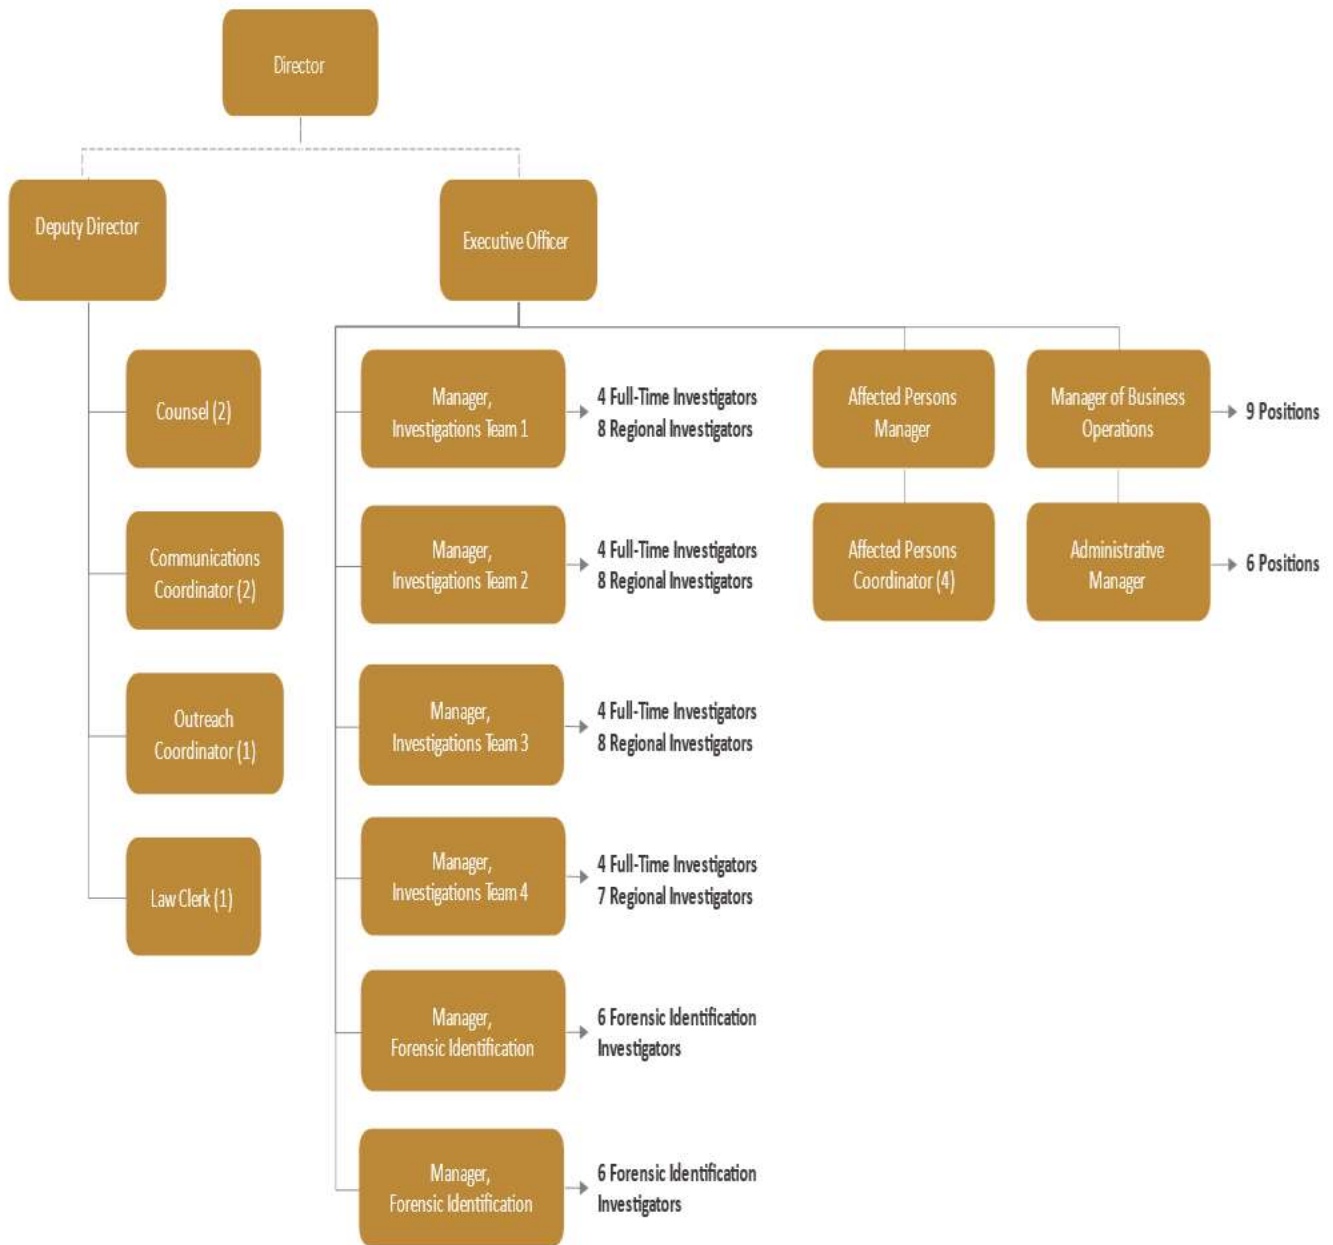 Director
Deputy Director
Executive Officer
Counsel (2)
Communications
Coordinator (2)
Outreach
Coordinator (1)
Law Clerk (1)
Manager,
Investigations Team 1
4 Full-Time Investigators
8 Regional Investigators
Manager,
Investigations Team 2
4 Full-Time Investigators
8 Regional Investigators
Manager,
Investigations Team 3
4 Full-Time Investigators
8 Regional Investigators
Manager,
Investigations Team 4
4 Full-Time Investigators
7 Regional Investigators
Manager,
Forensic Identification
6 Forensic Identification
Investigators
Manager,
Forensic Identification
6 Forensic Identification
Investigators
Affected Persons
Manager
Affected Persons
Coordinator (4)
Manager of Business
Operations
9 Positions
Administrative
Manager
6 Positions